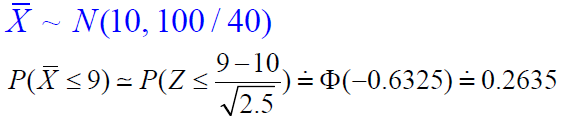 X̅ ~ N(10, 100 / 40)
P(X̅ ≤ 9) ≃ P(Z ≤ (9 − 10)/√2.5) ≐ Φ(−0.6325) ≐ 0.2635